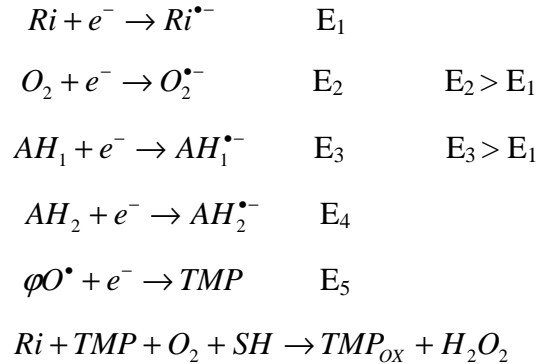 Ri + e⁻ → Ri•⁻ E₁
O₂ + e⁻ → O₂•⁻ E₂ E₂ > E₁
AH₁ + e⁻ → AH₁•⁻ E₃ E₃ > E₁
AH₂ + e⁻ → AH₂•⁻ E₄
φO• + e⁻ → TMP E₅
Ri + TMP + O₂ + SH → TMP_OX + H₂O₂